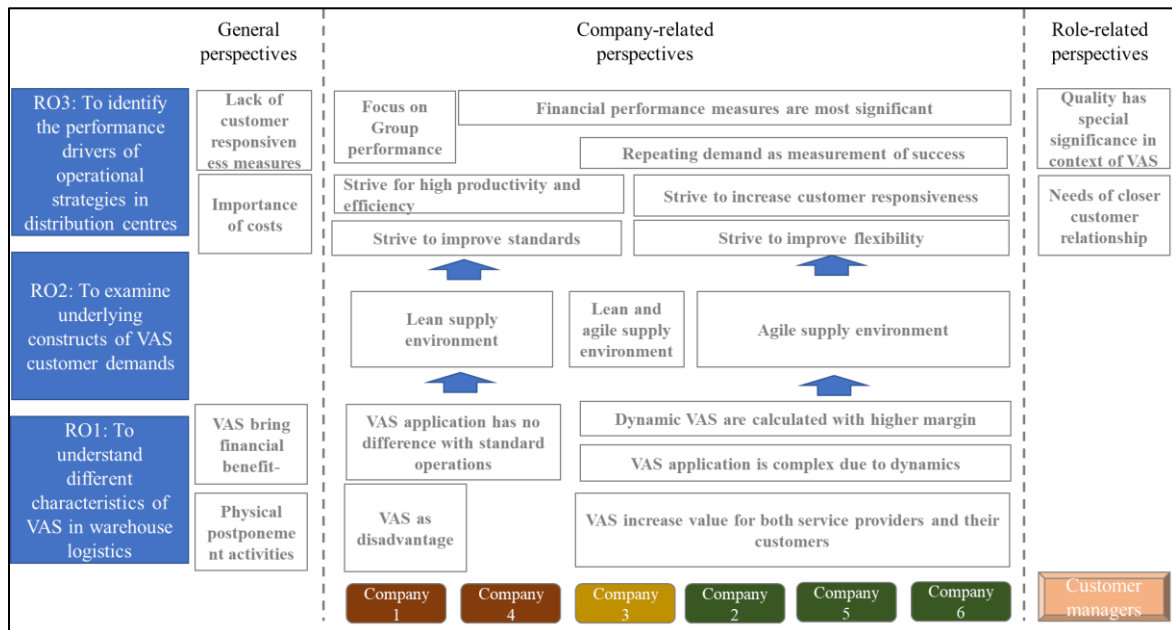 General
perspectives
Company-related
perspectives
Role-related
perspectives
RO3: To identify
the performance
drivers of
operational
strategies in
distribution centres
Lack of
customer
responsiven
ess measures
Importance
of costs
Focus on
Group
performance
Financial performance measures are most significant
Repeating demand as measurement of success
Strive for high productivity and
efficiency
Strive to increase customer responsiveness
Strive to improve standards
Strive to improve flexibility
Quality has
special
significance in
context of VAS
Needs of closer
customer
relationship
RO2: To examine
underlying
constructs of VAS
customer demands
Lean supply
environment
Lean and
agile supply
environment
Agile supply environment
RO1: To
understand
different
characteristics of
VAS in warehouse
logistics
VAS bring
financial
benefit-
Physical
postponeme
nt activities
VAS application has no
difference with standard
operations
VAS as
disadvantage
Dynamic VAS are calculated with higher margin
VAS application is complex due to dynamics
VAS increase value for both service providers and their
customers
Company
1
Company
4
Company
3
Company
2
Company
5
Company
6
Customer
managers